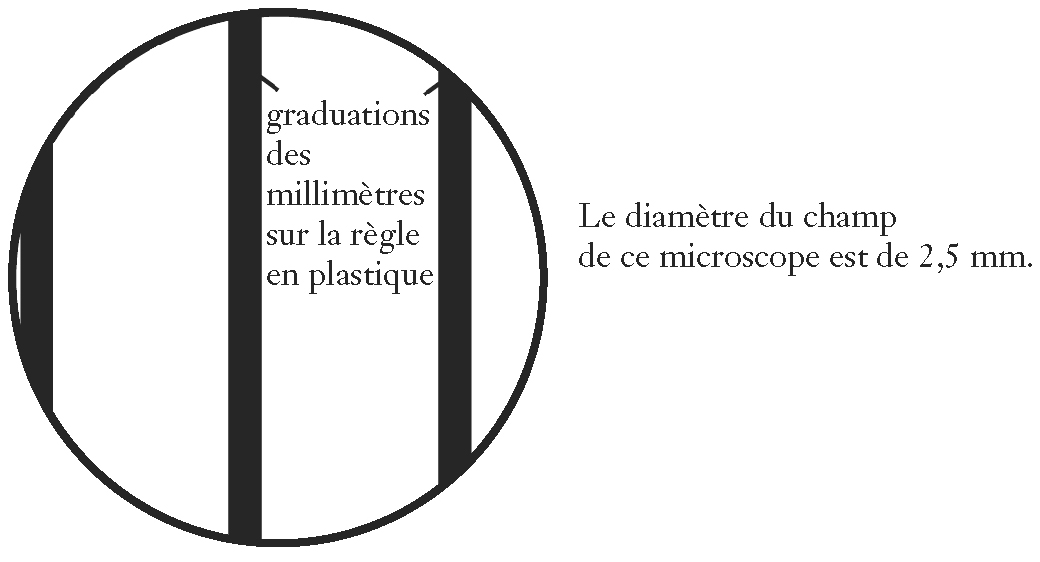 graduations
des
millimètres
sur la règle
en plastique
Le diamètre du champ
de ce microscope est de 2,5 mm.